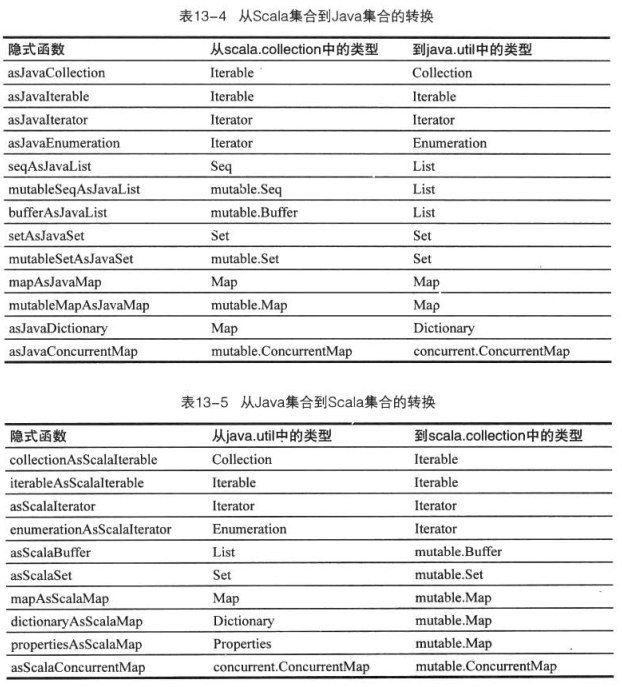 表13-4 从Scala集合到Java集合的转换
隐式函数 从scala.collection中的类型 到java.util中的类型
asJavaCollection Iterable Collection
asJavaIterable Iterable Iterable
asJavaIterator Iterator Iterator
asJavaEnumeration Iterator Enumeration
seqAsJavaList Seq List
mutableSeqAsJavaList mutable.Seq List
bufferAsJavaList mutable.Buffer List
setAsJavaSet Set Set
mutableSetAsJavaSet mutable.Set Set
mapAsJavaMap Map Map
mutableMapAsJavaMap mutable.Map Map
asJavaDictionary Map Dictionary
asJavaConcurrentMap mutable.ConcurrentMap concurrent.ConcurrentMap
表13-5 从Java集合到Scala集合的转换
隐式函数 从java.util中的类型 到scala.collection中的类型
collectionAsScalaIterable Collection Iterable
iterableAsScalaIterable Iterable Iterable
asScalaIterator Iterator Iterator
enumerationAsScalaIterator Enumeration Iterator
asScalaBuffer List mutable.Buffer
asScalaSet Set mutable.Set
mapAsScalaMap Map mutable.Map
dictionaryAsScalaMap Dictionary mutable.Map
propertiesAsScalaMap Properties mutable.Map
asScalaConcurrentMap concurrent.ConcurrentMap mutable.ConcurrentMap